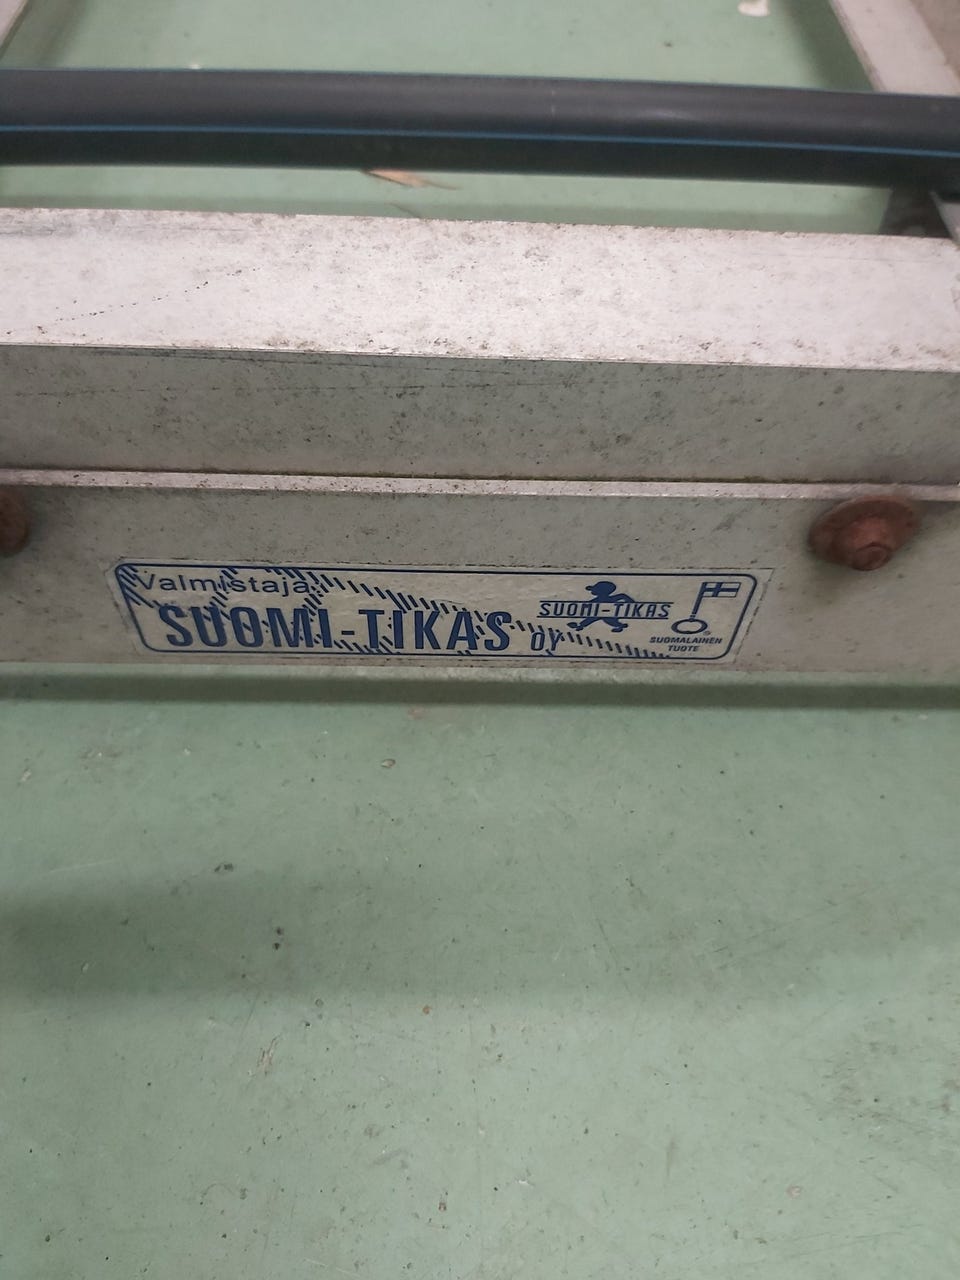 Valmistaja:
SUOMI-TIKAS OY
SUOMI-TIKAS
SUOMALAINEN
TUOTE